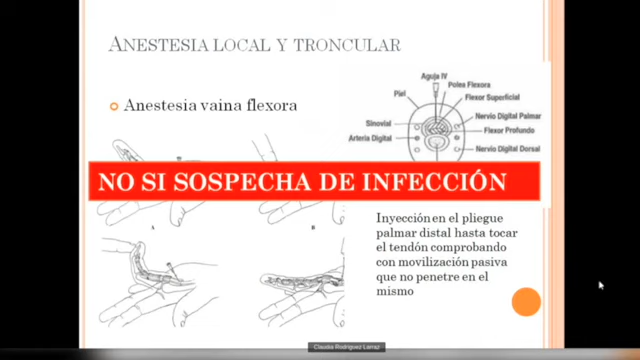 ANESTESIA LOCAL Y TRONCULAR
Anestesia vaina flexora
Aguja IV
Polea Flexora
Piel
Flexor Superficial
Sinovial
Nervio Digital Palmar
Arteria Digital
Flexor Profundo
Nervio Digital Dorsal
NO SI SOSPECHA DE INFECCIÓN
A
B
Inyección en el pliegue
palmar distal hasta tocar
el tendón comprobando
con movilización pasiva
que no penetre en el
mismo
Claudia Rodríguez Lerraz